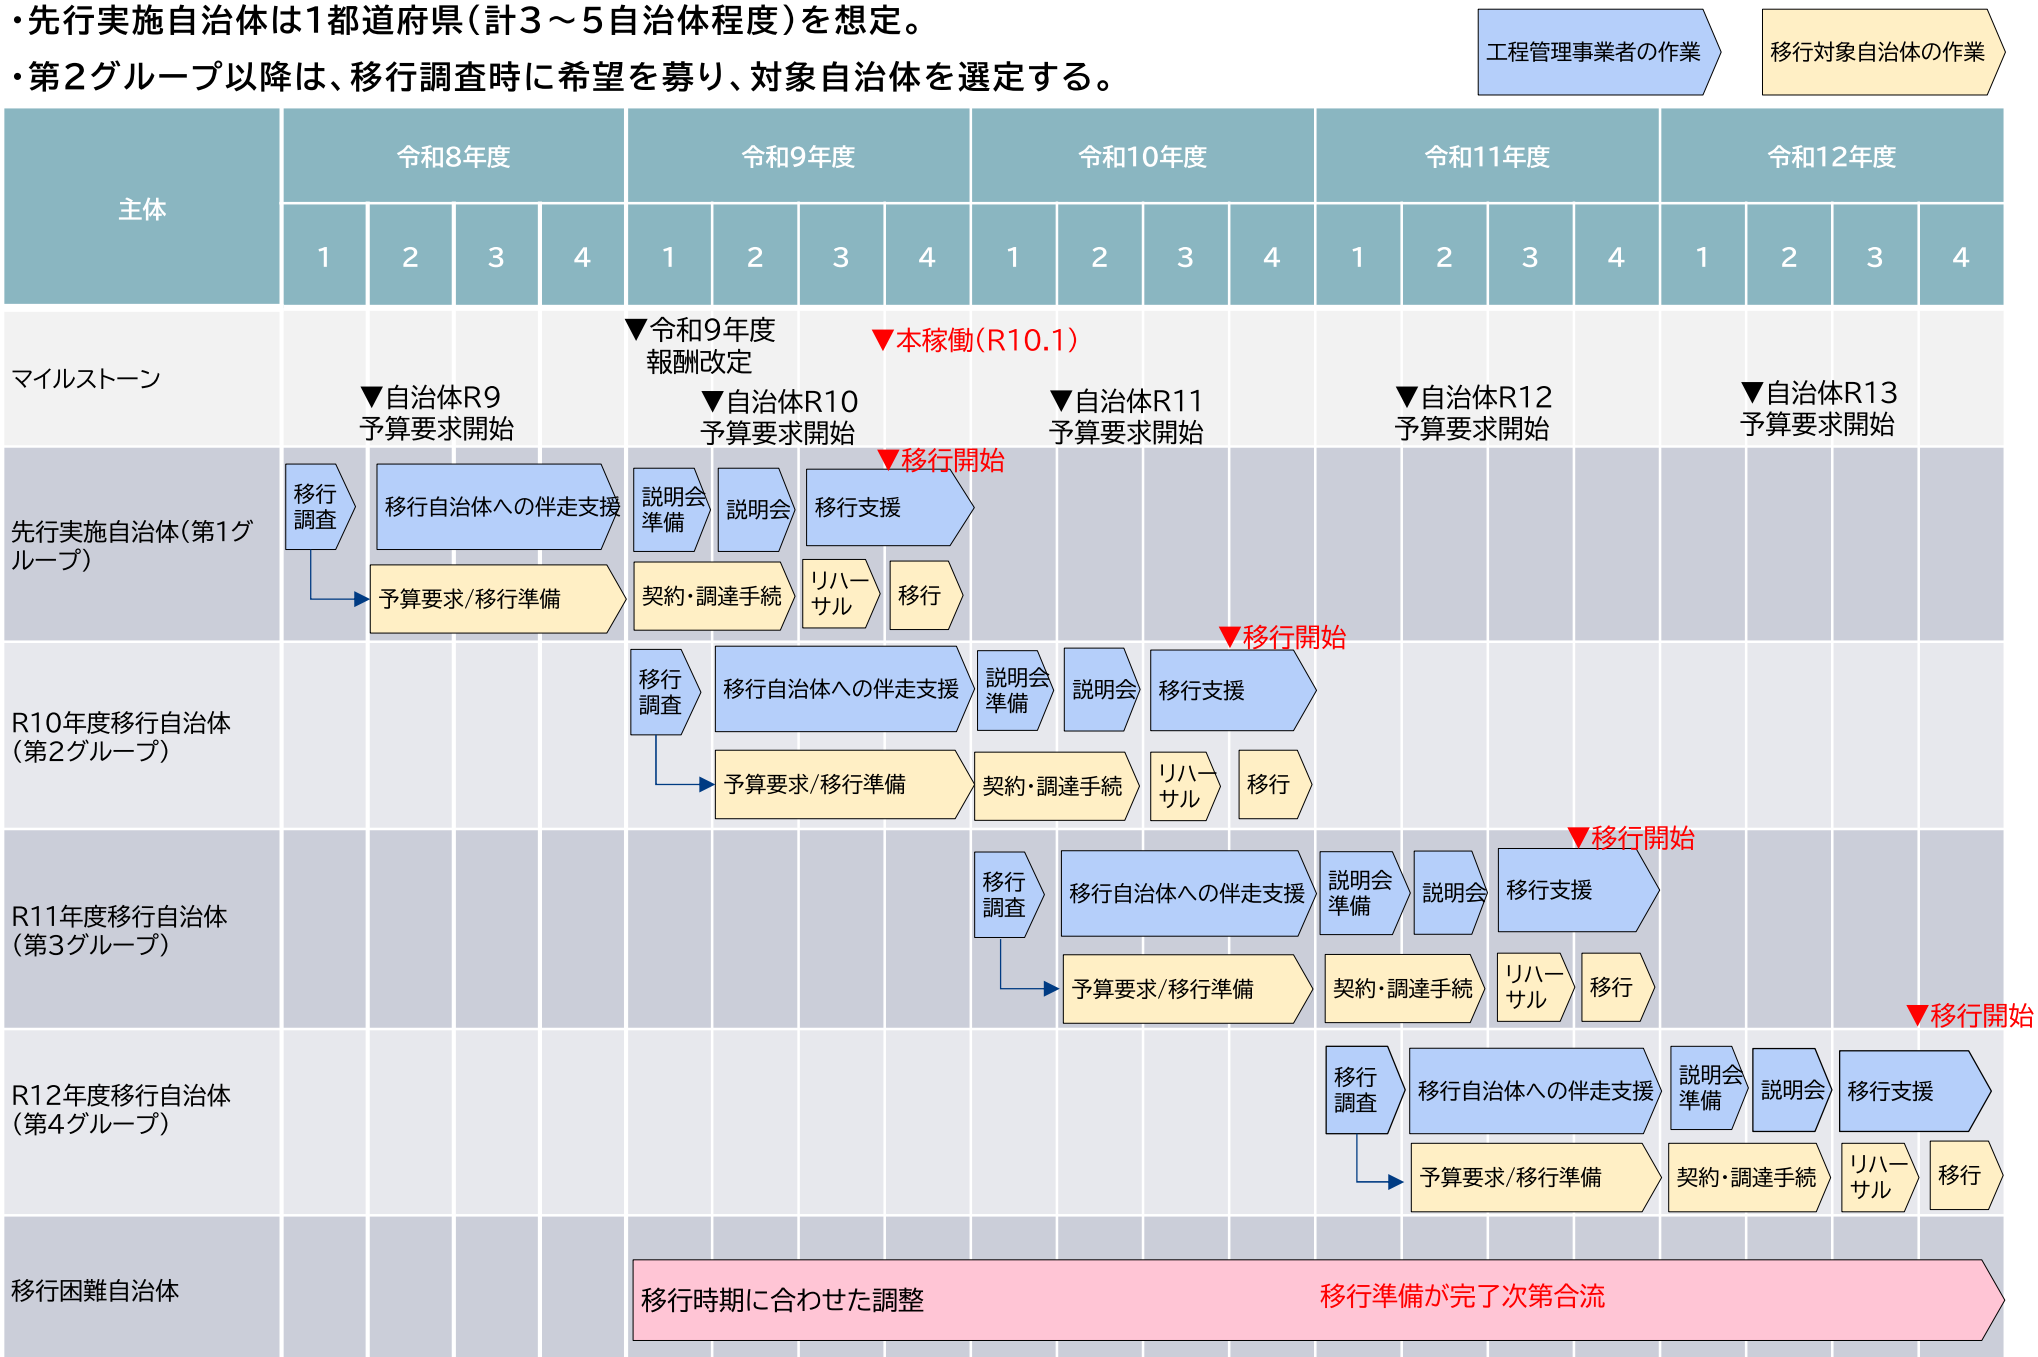 ・先行実施自治体は1都道府県（計3～5自治体程度）を想定。
・第2グループ以降は、移行調査時に希望を募り、対象自治体を選定する。
工程管理事業者の作業
移行対象自治体の作業
主体
令和8年度
令和9年度
令和10年度
令和11年度
令和12年度
1
2
3
4
1
2
3
4
1
2
3
4
1
2
3
4
1
2
3
4
マイルストーン
▼令和9年度
報酬改定
▼本稼働（R10.1）
▼自治体R9
予算要求開始
▼自治体R10
予算要求開始
▼自治体R11
予算要求開始
▼自治体R12
予算要求開始
▼自治体R13
予算要求開始
先行実施自治体（第1グ
ループ）
▼移行開始
移行
調査
移行自治体への伴走支援
説明会
準備
説明会
移行支援
予算要求/移行準備
契約・調達手続
リハー
サル
移行
R10年度移行自治体
（第2グループ）
▼移行開始
移行
調査
移行自治体への伴走支援
説明会
準備
説明会
移行支援
予算要求/移行準備
契約・調達手続
リハー
サル
移行
R11年度移行自治体
（第3グループ）
▼移行開始
移行
調査
移行自治体への伴走支援
説明会
準備
説明会
移行支援
予算要求/移行準備
契約・調達手続
リハー
サル
移行
R12年度移行自治体
（第4グループ）
▼移行開始
移行
調査
移行自治体への伴走支援
説明会
準備
説明会
移行支援
予算要求/移行準備
契約・調達手続
リハー
サル
移行
移行困難自治体
移行時期に合わせた調整
移行準備が完了次第合流